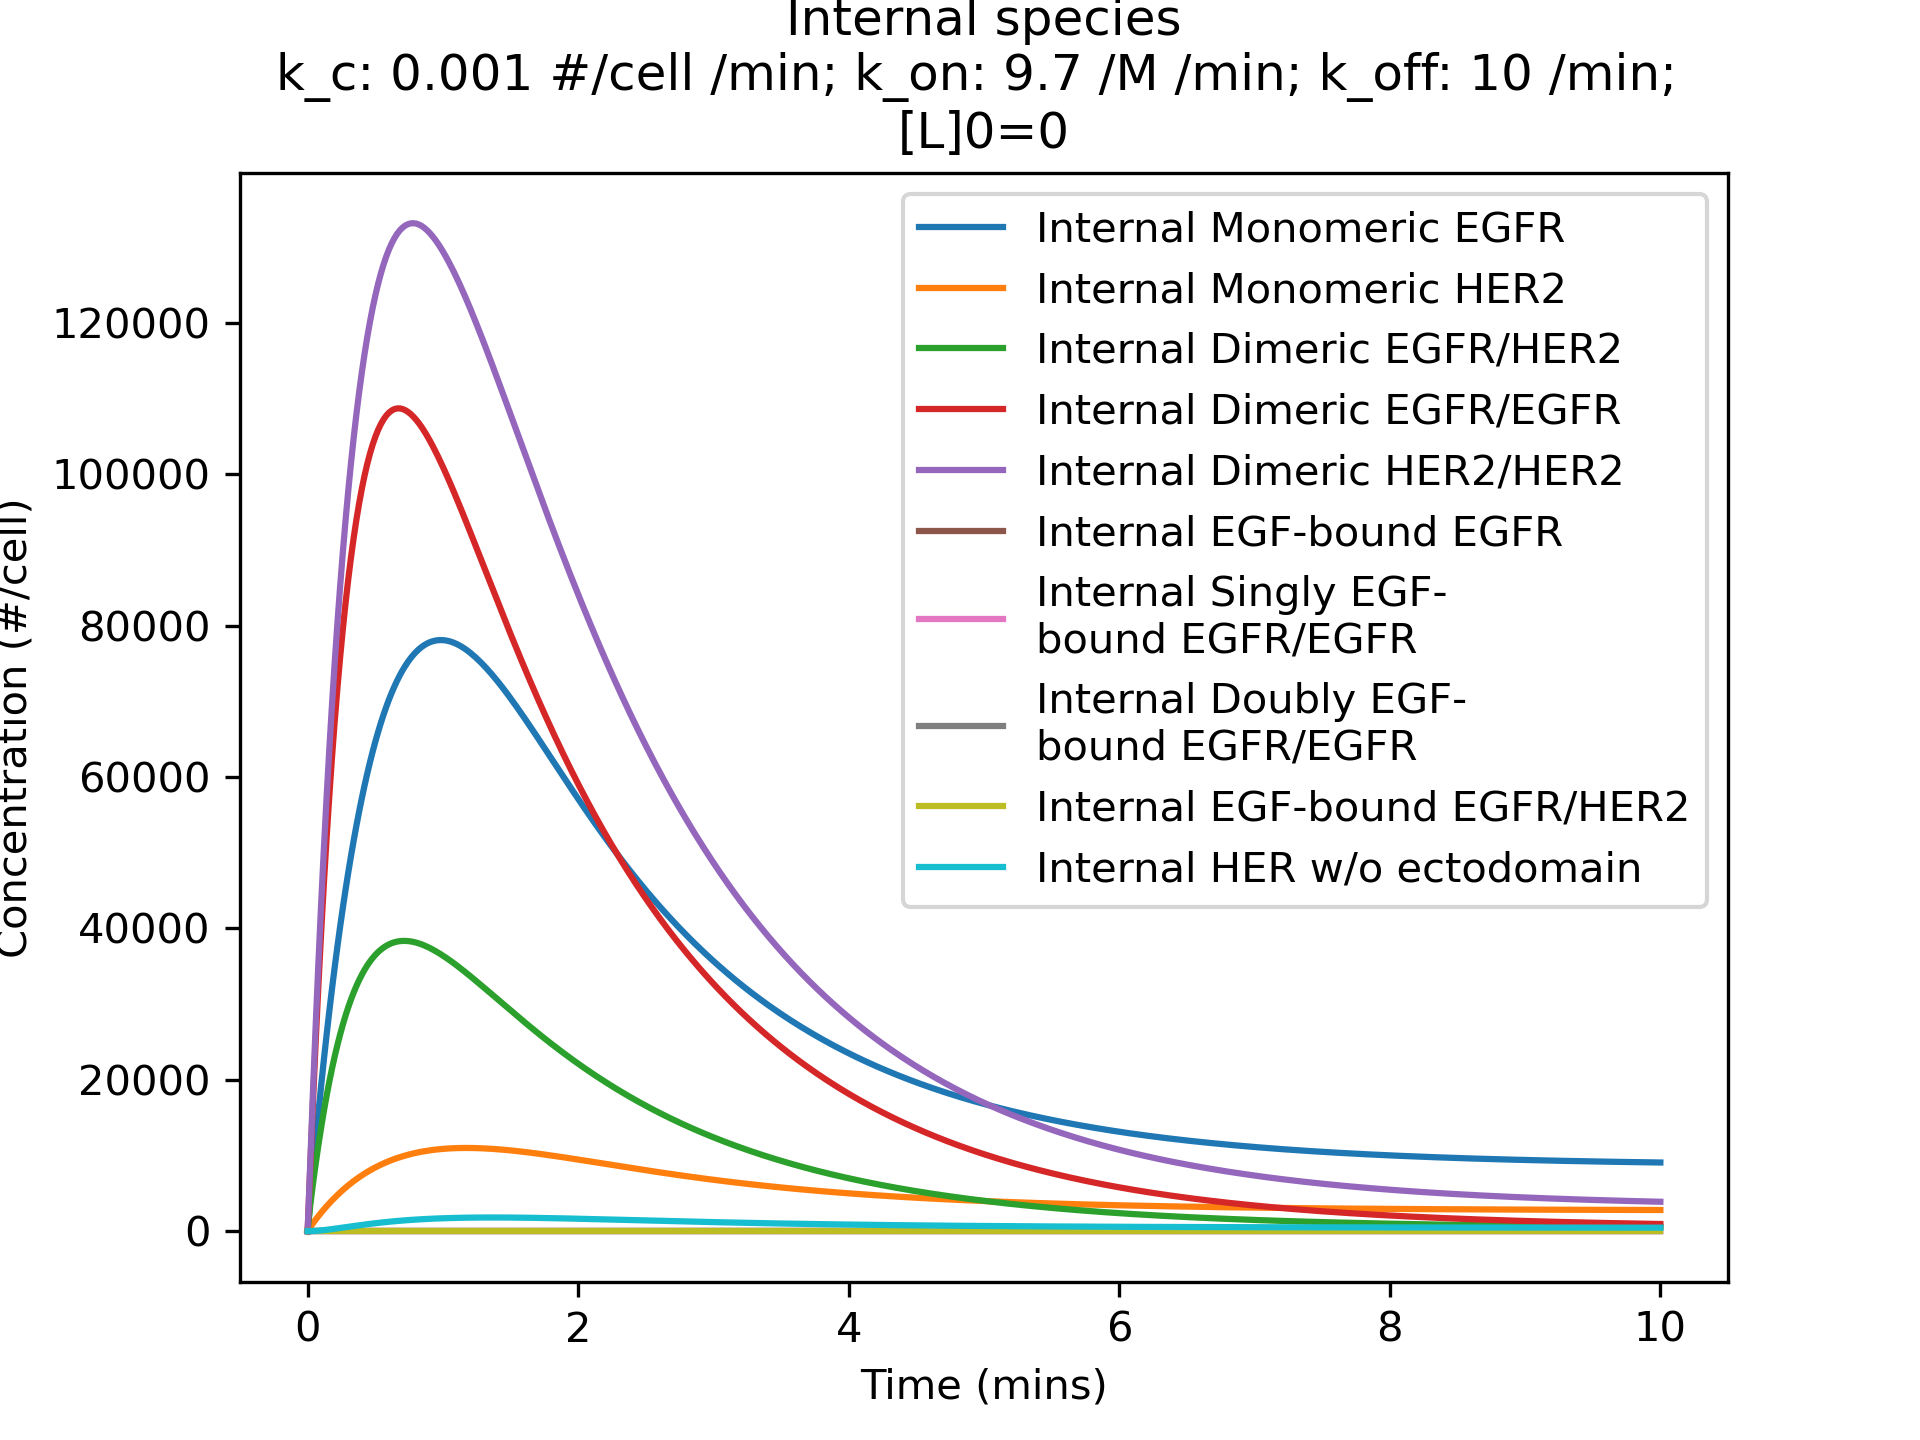 Internal species
k_c: 0.001 #/cell /min; k_on: 9.7 /M /min; k_off: 10 /min;
[L]0=0
Internal Monomeric EGFR
Internal Monomeric HER2
Internal Dimeric EGFR/HER2
Internal Dimeric EGFR/EGFR
Internal Dimeric HER2/HER2
Internal EGF-bound EGFR
Internal Singly EGF-
bound EGFR/EGFR
Internal Doubly EGF-
bound EGFR/EGFR
Internal EGF-bound EGFR/HER2
Internal HER w/o ectodomain
Concentration (#/cell)
120000
100000
80000
60000
40000
20000
0
0 2 4 6 8 10
Time (mins)